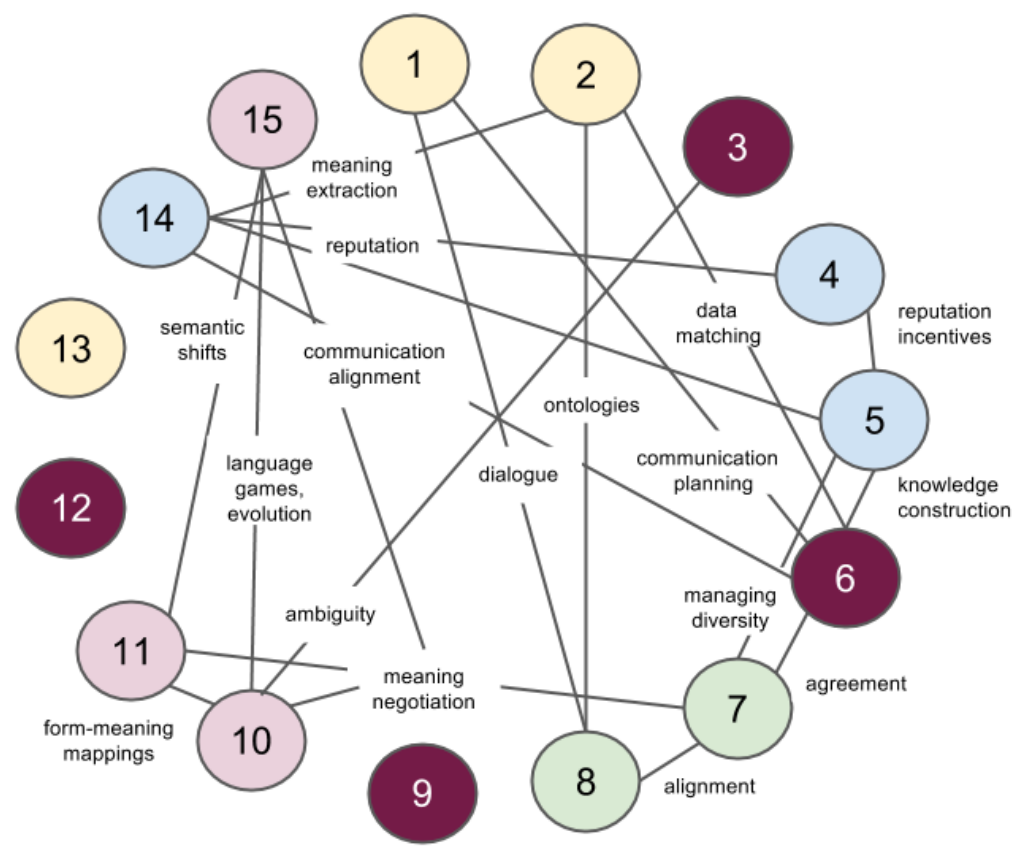 1
2
3
15
meaning
extraction
14
reputation
4
data
matching
reputation
incentives
semantic
shifts
13
communication
alignment
ontologies
5
language
games,
evolution
dialogue
communication
planning
knowledge
construction
12
6
ambiguity
managing
diversity
11
meaning
negotiation
agreement
7
form-meaning
mappings
10
9
8
alignment